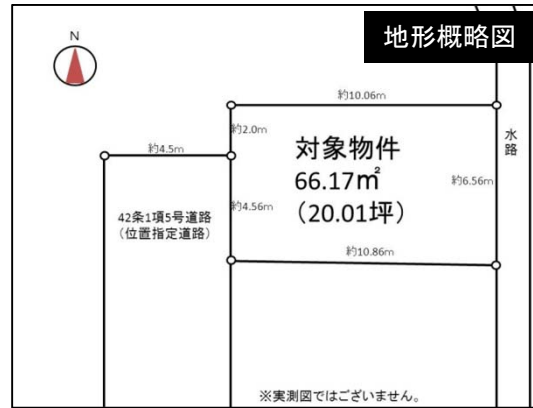 地形概略図
N
約10.06m
約2.0m
約4.5m
対象物件
66.17㎡
（20.01坪）
水路
約6.56m
約4.56m
42条1項5号道路
（位置指定道路）
約10.86m
※実測図ではございません。